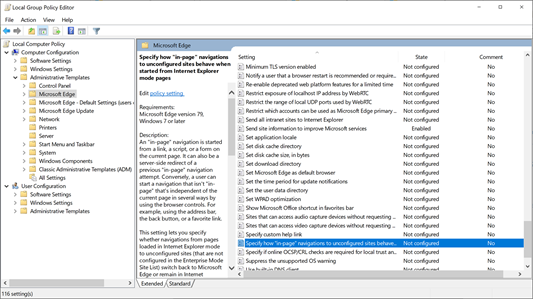 Local Group Policy Editor
File Action View Help
Local Computer Policy
Computer Configuration
Software Settings
Windows Settings
Administrative Templates
Control Panel
Microsoft Edge
Microsoft Edge - Default Settings (users
Microsoft Edge Update
Network
Printers
Server
Start Menu and Taskbar
System
Windows Components
Classic Administrative Templates (ADM)
All Settings
User Configuration
Software Settings
Windows Settings
Administrative Templates
Microsoft Edge
Specify how "in-page" navigations
to unconfigured sites behave when
started from Internet Explorer
mode pages
Edit policy setting.
Requirements:
Microsoft Edge version 79,
Windows 7 or later
Description:
An "in-page" navigation is
started from a link, a script, or a form
on the current page. It can also be a
server-side redirect of a
previous "in-page" navigation
attempt. Conversely, a user can
start a navigation that isn't "in-
page" that's independent of the
current page in several ways by
using the browser controls. For
example, using the address bar,
the back button, or a favorite link.
This setting lets you specify
whether navigations from pages
loaded in Internet Explorer mode
to unconfigured sites (that are
not configured in the Enterprise Mode
Site List) switch back to Microsoft
Edge or remain in Internet
Setting State Comment
Minimum TLS version enabled Not configured No
Notify a user that a browser restart is recommended or require... Not configured No
Re-enable deprecated web platform features for a limited time Not configured No
Restrict exposure of localhost IP address by WebRTC Not configured No
Restrict the range of local UDP ports used by WebRTC Not configured No
Restrict which accounts can be used as Microsoft Edge primary ... Not configured No
Send all intranet sites to Internet Explorer Not configured No
Send site information to improve Microsoft services Enabled No
Set application locale Not configured No
Set disk cache directory Not configured No
Set disk cache size, in bytes Not configured No
Set download directory Not configured No
Set Microsoft Edge as default browser Not configured No
Set the time period for update notifications Not configured No
Set the user data directory Not configured No
Set WPAD optimization Not configured No
Show Microsoft Office shortcut in favorites bar Not configured No
Sites that can access audio capture devices without requesting ... Not configured No
Sites that can access video capture devices without requesting ... Not configured No
Specify custom help link Not configured No
Specify how "in-page" navigations to unconfigured sites behave... Not configured No
Specify if online OCSP/CRL checks are required for local trust an... Not configured No
Suppress the unsupported OS warning Not configured No
Use built-in DNS client Not configured No
Extended Standard
116 setting(s)